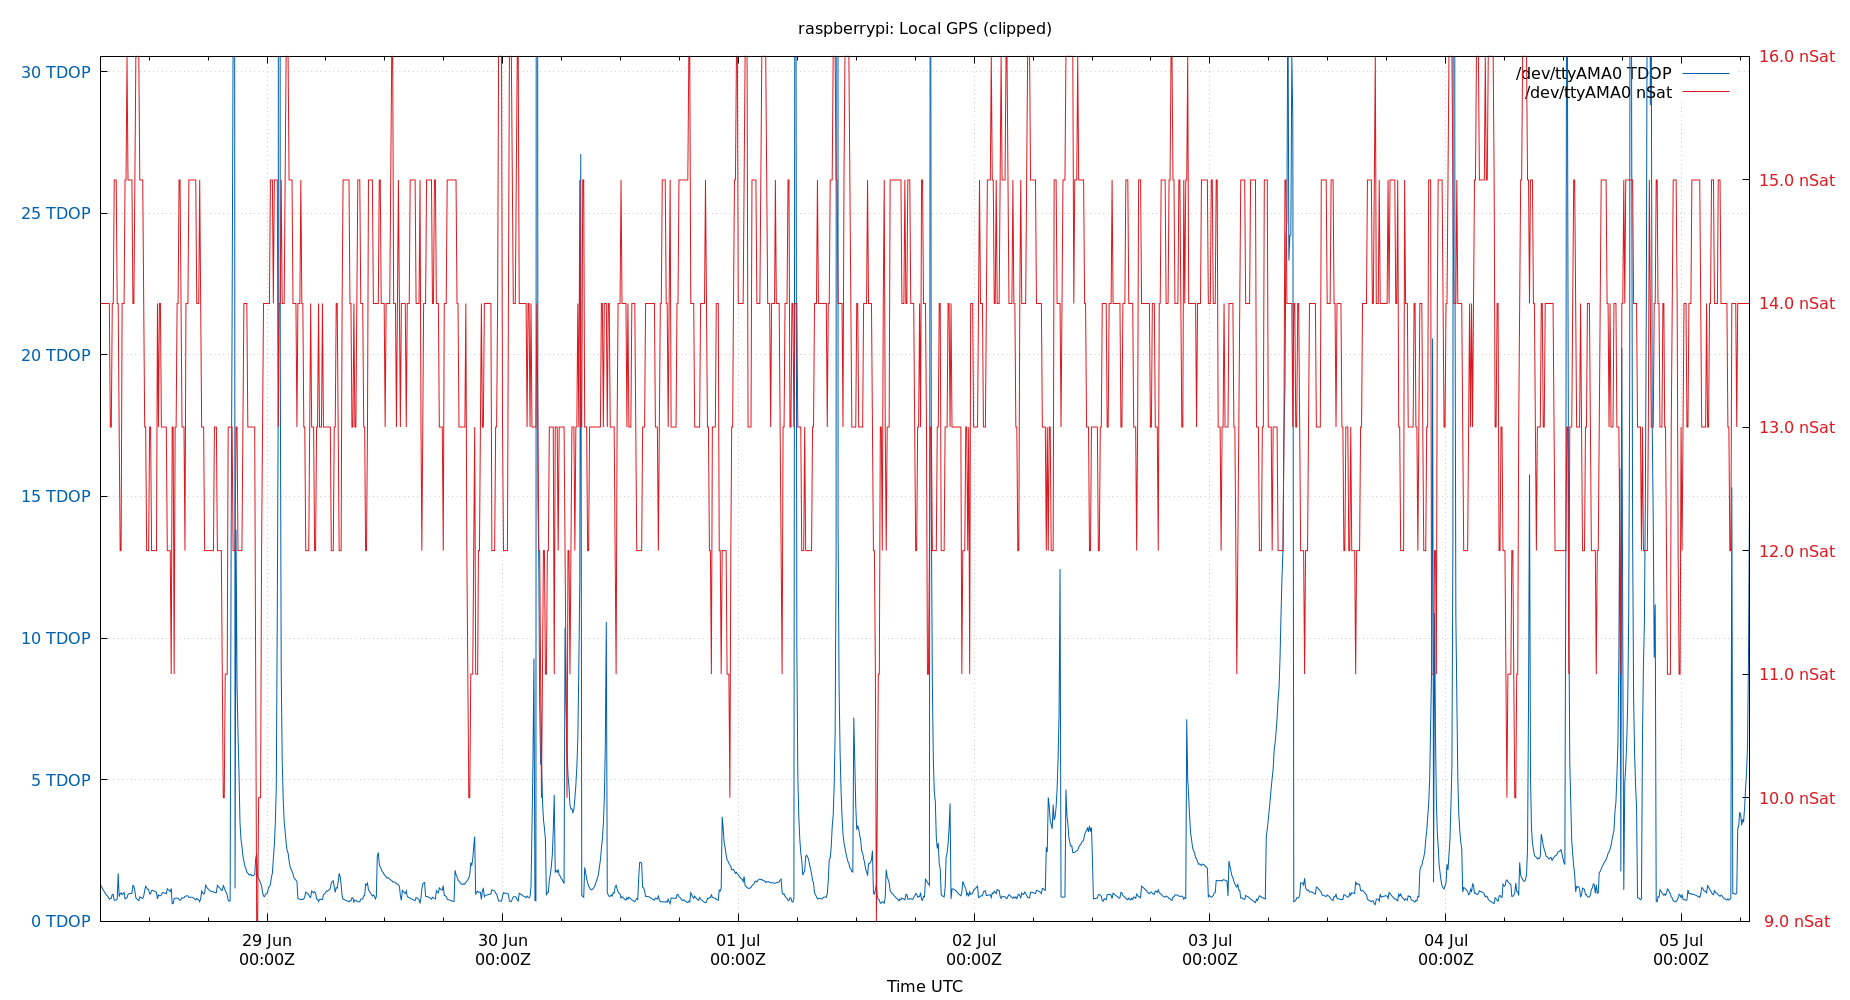 raspberrypi: Local GPS (clipped)
/dev/ttyAMA0 TDOP
/dev/ttyAMA0 nSat
30 TDOP
25 TDOP
20 TDOP
15 TDOP
10 TDOP
5 TDOP
0 TDOP
16.0 nSat
15.0 nSat
14.0 nSat
13.0 nSat
12.0 nSat
11.0 nSat
10.0 nSat
9.0 nSat
29 Jun
00:00Z
30 Jun
00:00Z
01 Jul
00:00Z
02 Jul
00:00Z
03 Jul
00:00Z
04 Jul
00:00Z
05 Jul
00:00Z
Time UTC